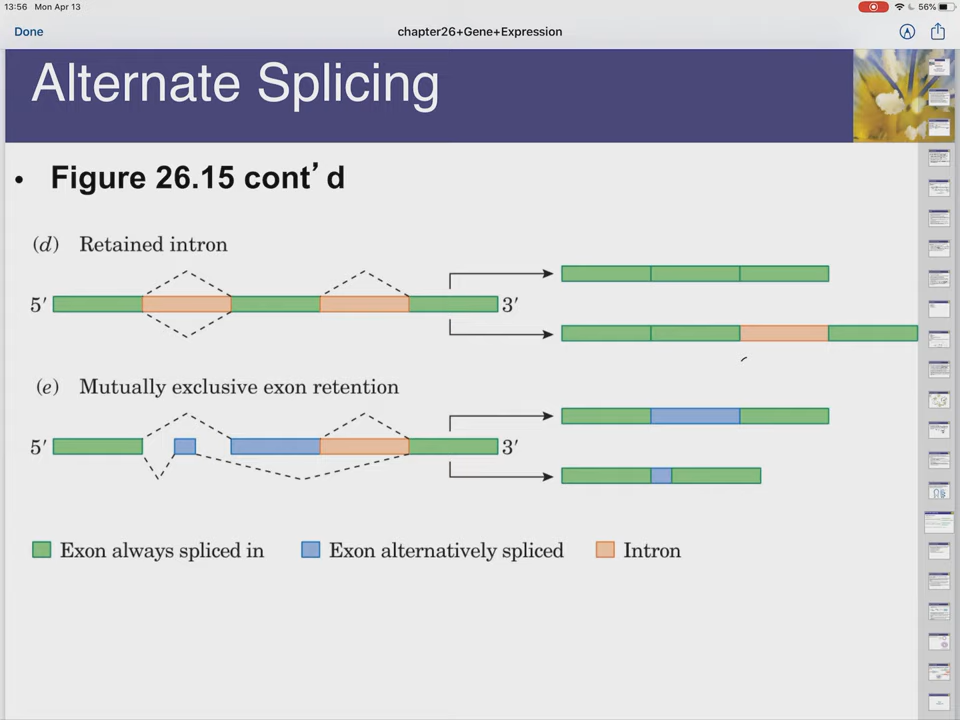 13:56 Mon Apr 13
56%
Done
chapter26+Gene+Expression
Alternate Splicing
• Figure 26.15 cont’ d
(d) Retained intron
5′
3′
(e) Mutually exclusive exon retention
5′
3′
Exon always spliced in
Exon alternatively spliced
Intron